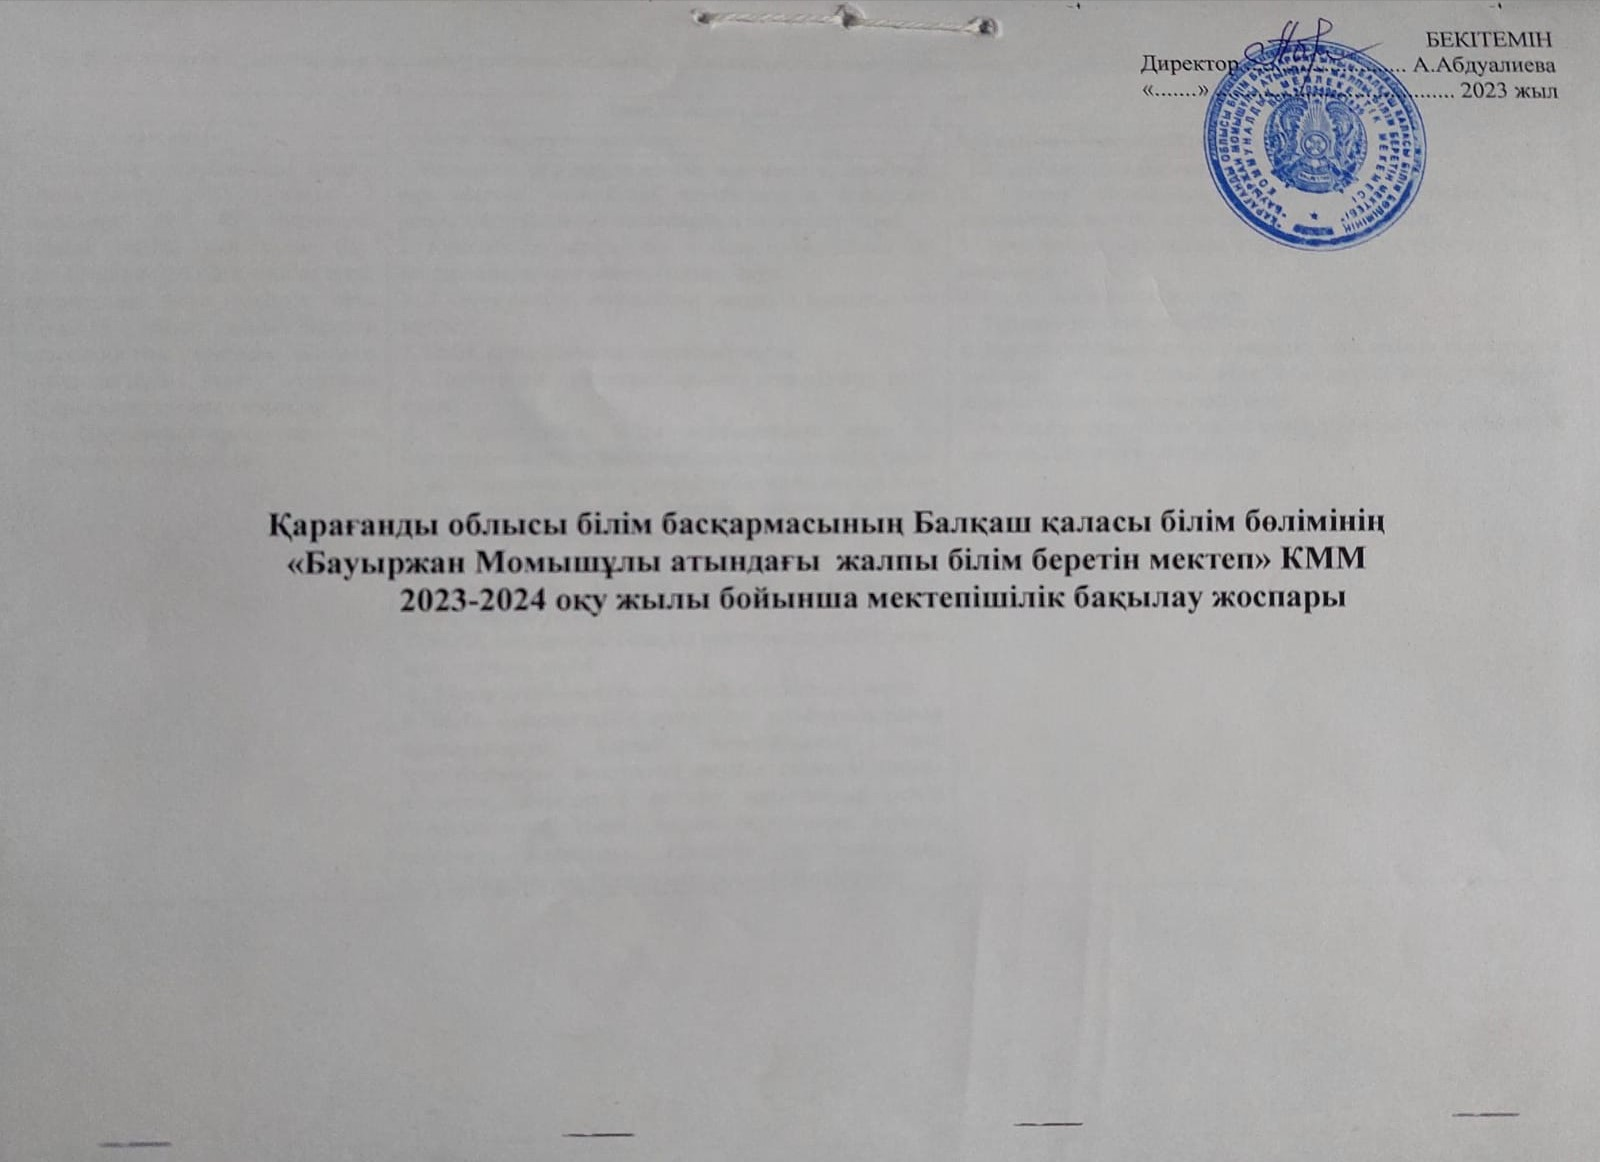 БЕКІТЕМІН
Директор ........................... А.Абдуалиева
«.......» ....................................... 2023 жыл
Қарағанды облысы білім басқармасының Балқаш қаласы білім бөлімінің
«Бауыржан Момышұлы атындағы жалпы білім беретін мектеп» КММ
2023-2024 оқу жылы бойынша мектепішілік бақылау жоспары